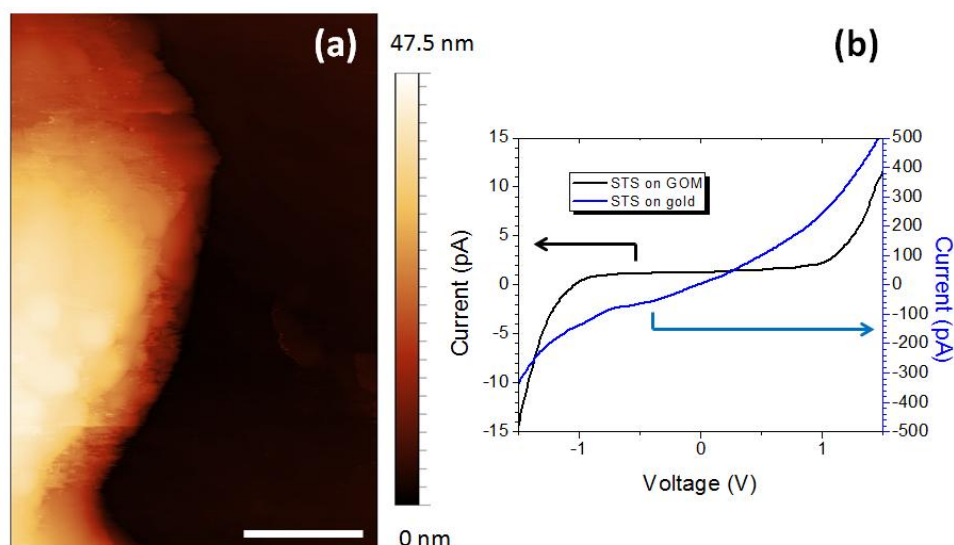 (a)
47.5 nm
0 nm
(b)
15
10
5
0
-5
-10
-15
Current (pA)
STS on GOM
STS on gold
500
400
300
200
100
0
-100
-200
-300
-400
-500
Current (pA)
-1
0
1
Voltage (V)